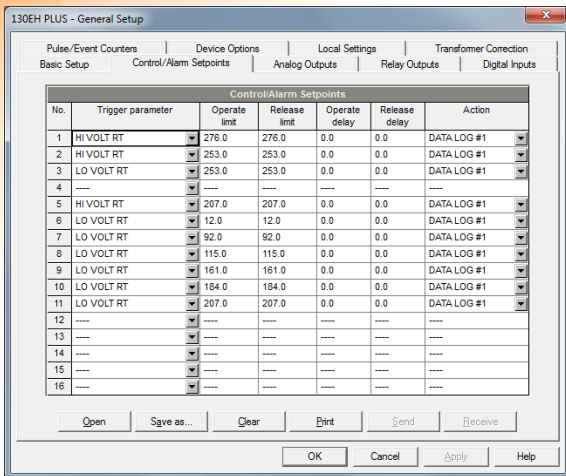 130EH PLUS - General Setup
x
Pulse/Event Counters Device Options Local Settings Transformer Correction
Basic Setup Control/Alarm Setpoints Analog Outputs Relay Outputs Digital Inputs
Control/Alarm Setpoints
No. Trigger parameter Operate limit Release limit Operate delay Release delay Action
1 HI VOLT RT 276.0 276.0 0.0 0.0 DATA LOG #1
2 HI VOLT RT 253.0 253.0 0.0 0.0 DATA LOG #1
3 LO VOLT RT 253.0 253.0 0.0 0.0 DATA LOG #1
4 ---- ---- ---- ---- ---- ----
5 HI VOLT RT 207.0 207.0 0.0 0.0 DATA LOG #1
6 LO VOLT RT 12.0 12.0 0.0 0.0 DATA LOG #1
7 LO VOLT RT 92.0 92.0 0.0 0.0 DATA LOG #1
8 LO VOLT RT 115.0 115.0 0.0 0.0 DATA LOG #1
9 LO VOLT RT 161.0 161.0 0.0 0.0 DATA LOG #1
10 LO VOLT RT 184.0 184.0 0.0 0.0 DATA LOG #1
11 LO VOLT RT 207.0 207.0 0.0 0.0 DATA LOG #1
12 ---- ---- ---- ---- ---- ----
13 ---- ---- ---- ---- ---- ----
14 ---- ---- ---- ---- ---- ----
15 ---- ---- ---- ---- ---- ----
16 ---- ---- ---- ---- ---- ----
Open Save as... Clear Print Send Receive
OK Cancel Apply Help